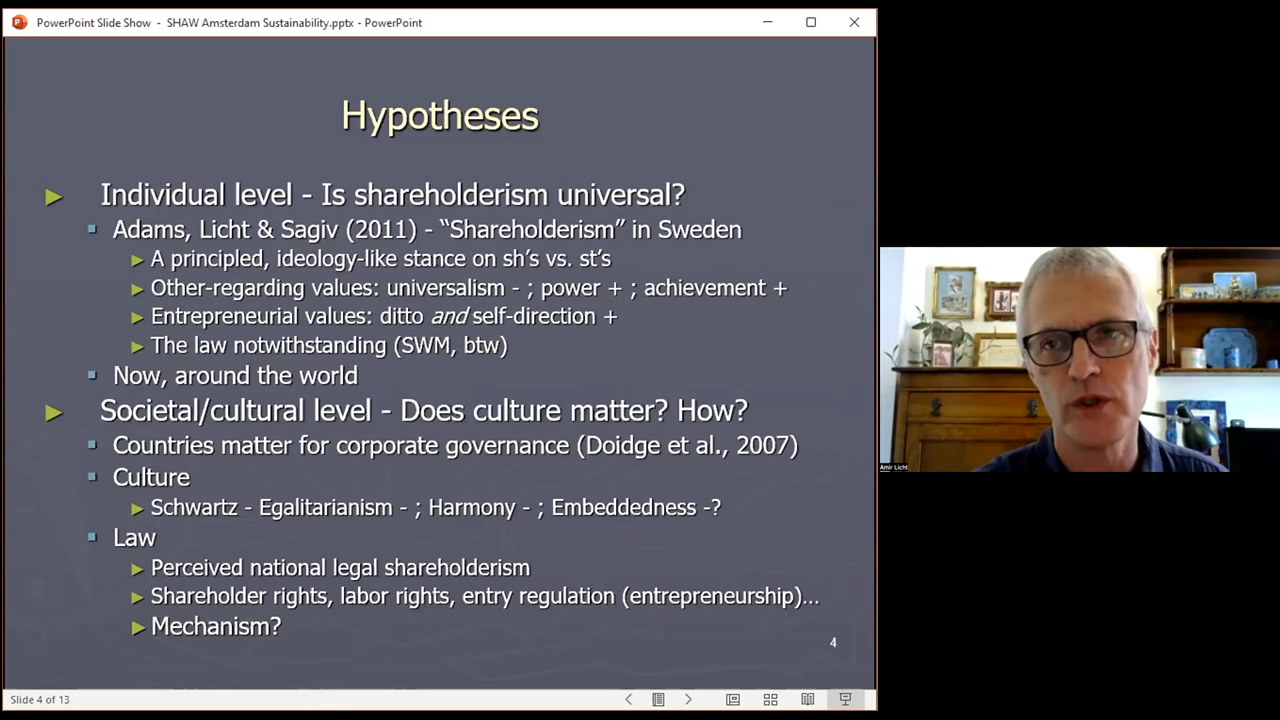 PowerPoint Slide Show - SHAW Amsterdam Sustainability.pptx - PowerPoint
Hypotheses
Individual level - Is shareholderism universal?
Adams, Licht & Sagiv (2011) - “Shareholderism” in Sweden
A principled, ideology-like stance on sh’s vs. st’s
Other-regarding values: universalism - ; power + ; achievement +
Entrepreneurial values: ditto and self-direction +
The law notwithstanding (SWM, btw)
Now, around the world
Societal/cultural level - Does culture matter? How?
Countries matter for corporate governance (Doidge et al., 2007)
Culture
Schwartz - Egalitarianism - ; Harmony - ; Embeddedness -?
Law
Perceived national legal shareholderism
Shareholder rights, labor rights, entry regulation (entrepreneurship)…
Mechanism?
4
Slide 4 of 13
Amir Licht